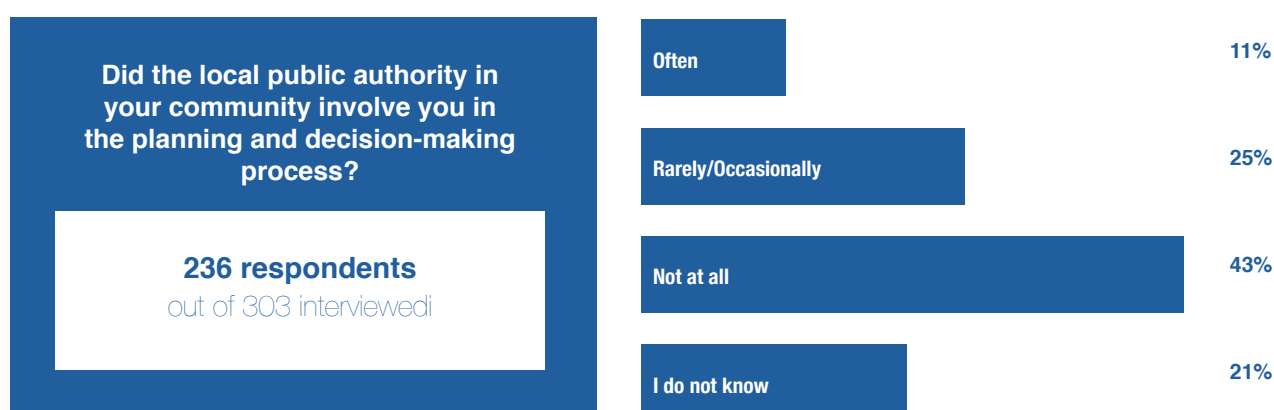 Did the local public authority in
your community involve you in
the planning and decision-making
process?
236 respondents
out of 303 interviewedi
Often 11%
Rarely/Occasionally 25%
Not at all 43%
I do not know 21%